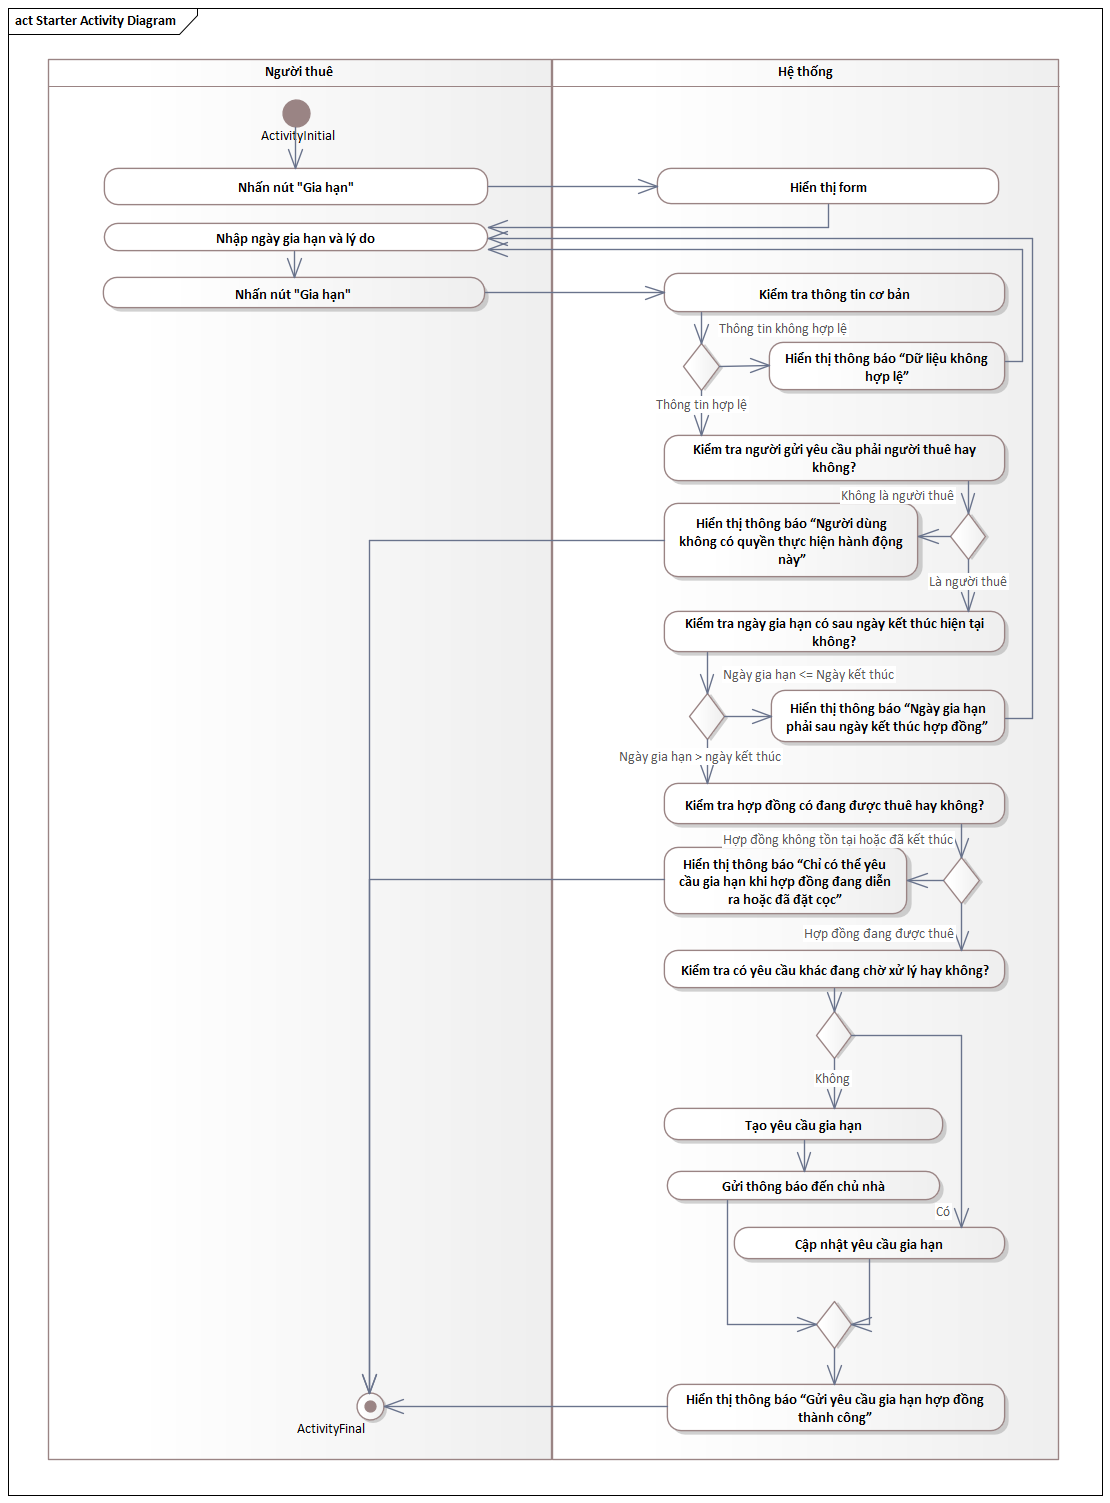 act Starter Activity Diagram
Người thuê
Hệ thống
ActivityInitial
Nhấn nút "Gia hạn"
Hiển thị form
Nhập ngày gia hạn và lý do
Nhấn nút "Gia hạn"
Kiểm tra thông tin cơ bản
Thông tin không hợp lệ
Hiển thị thông báo “Dữ liệu không
hợp lệ”
Thông tin hợp lệ
Kiểm tra người gửi yêu cầu phải người thuê hay
không?
Không là người thuê
Hiển thị thông báo “Người dùng
không có quyền thực hiện hành động
này”
Là người thuê
Kiểm tra ngày gia hạn có sau ngày kết thúc hiện tại
không?
Ngày gia hạn <= Ngày kết thúc
Hiển thị thông báo “Ngày gia hạn
phải sau ngày kết thúc hợp đồng”
Ngày gia hạn > ngày kết thúc
Kiểm tra hợp đồng có đang được thuê hay không?
Hợp đồng không tồn tại hoặc đã kết thúc
Hiển thị thông báo “Chỉ có thể yêu
cầu gia hạn khi hợp đồng đang diễn
ra hoặc đã đặt cọc”
Hợp đồng đang được thuê
Kiểm tra có yêu cầu khác đang chờ xử lý hay không?
Không
Tạo yêu cầu gia hạn
Gửi thông báo đến chủ nhà
Có
Cập nhật yêu cầu gia hạn
Hiển thị thông báo “Gửi yêu cầu gia hạn hợp đồng
thành công”
ActivityFinal